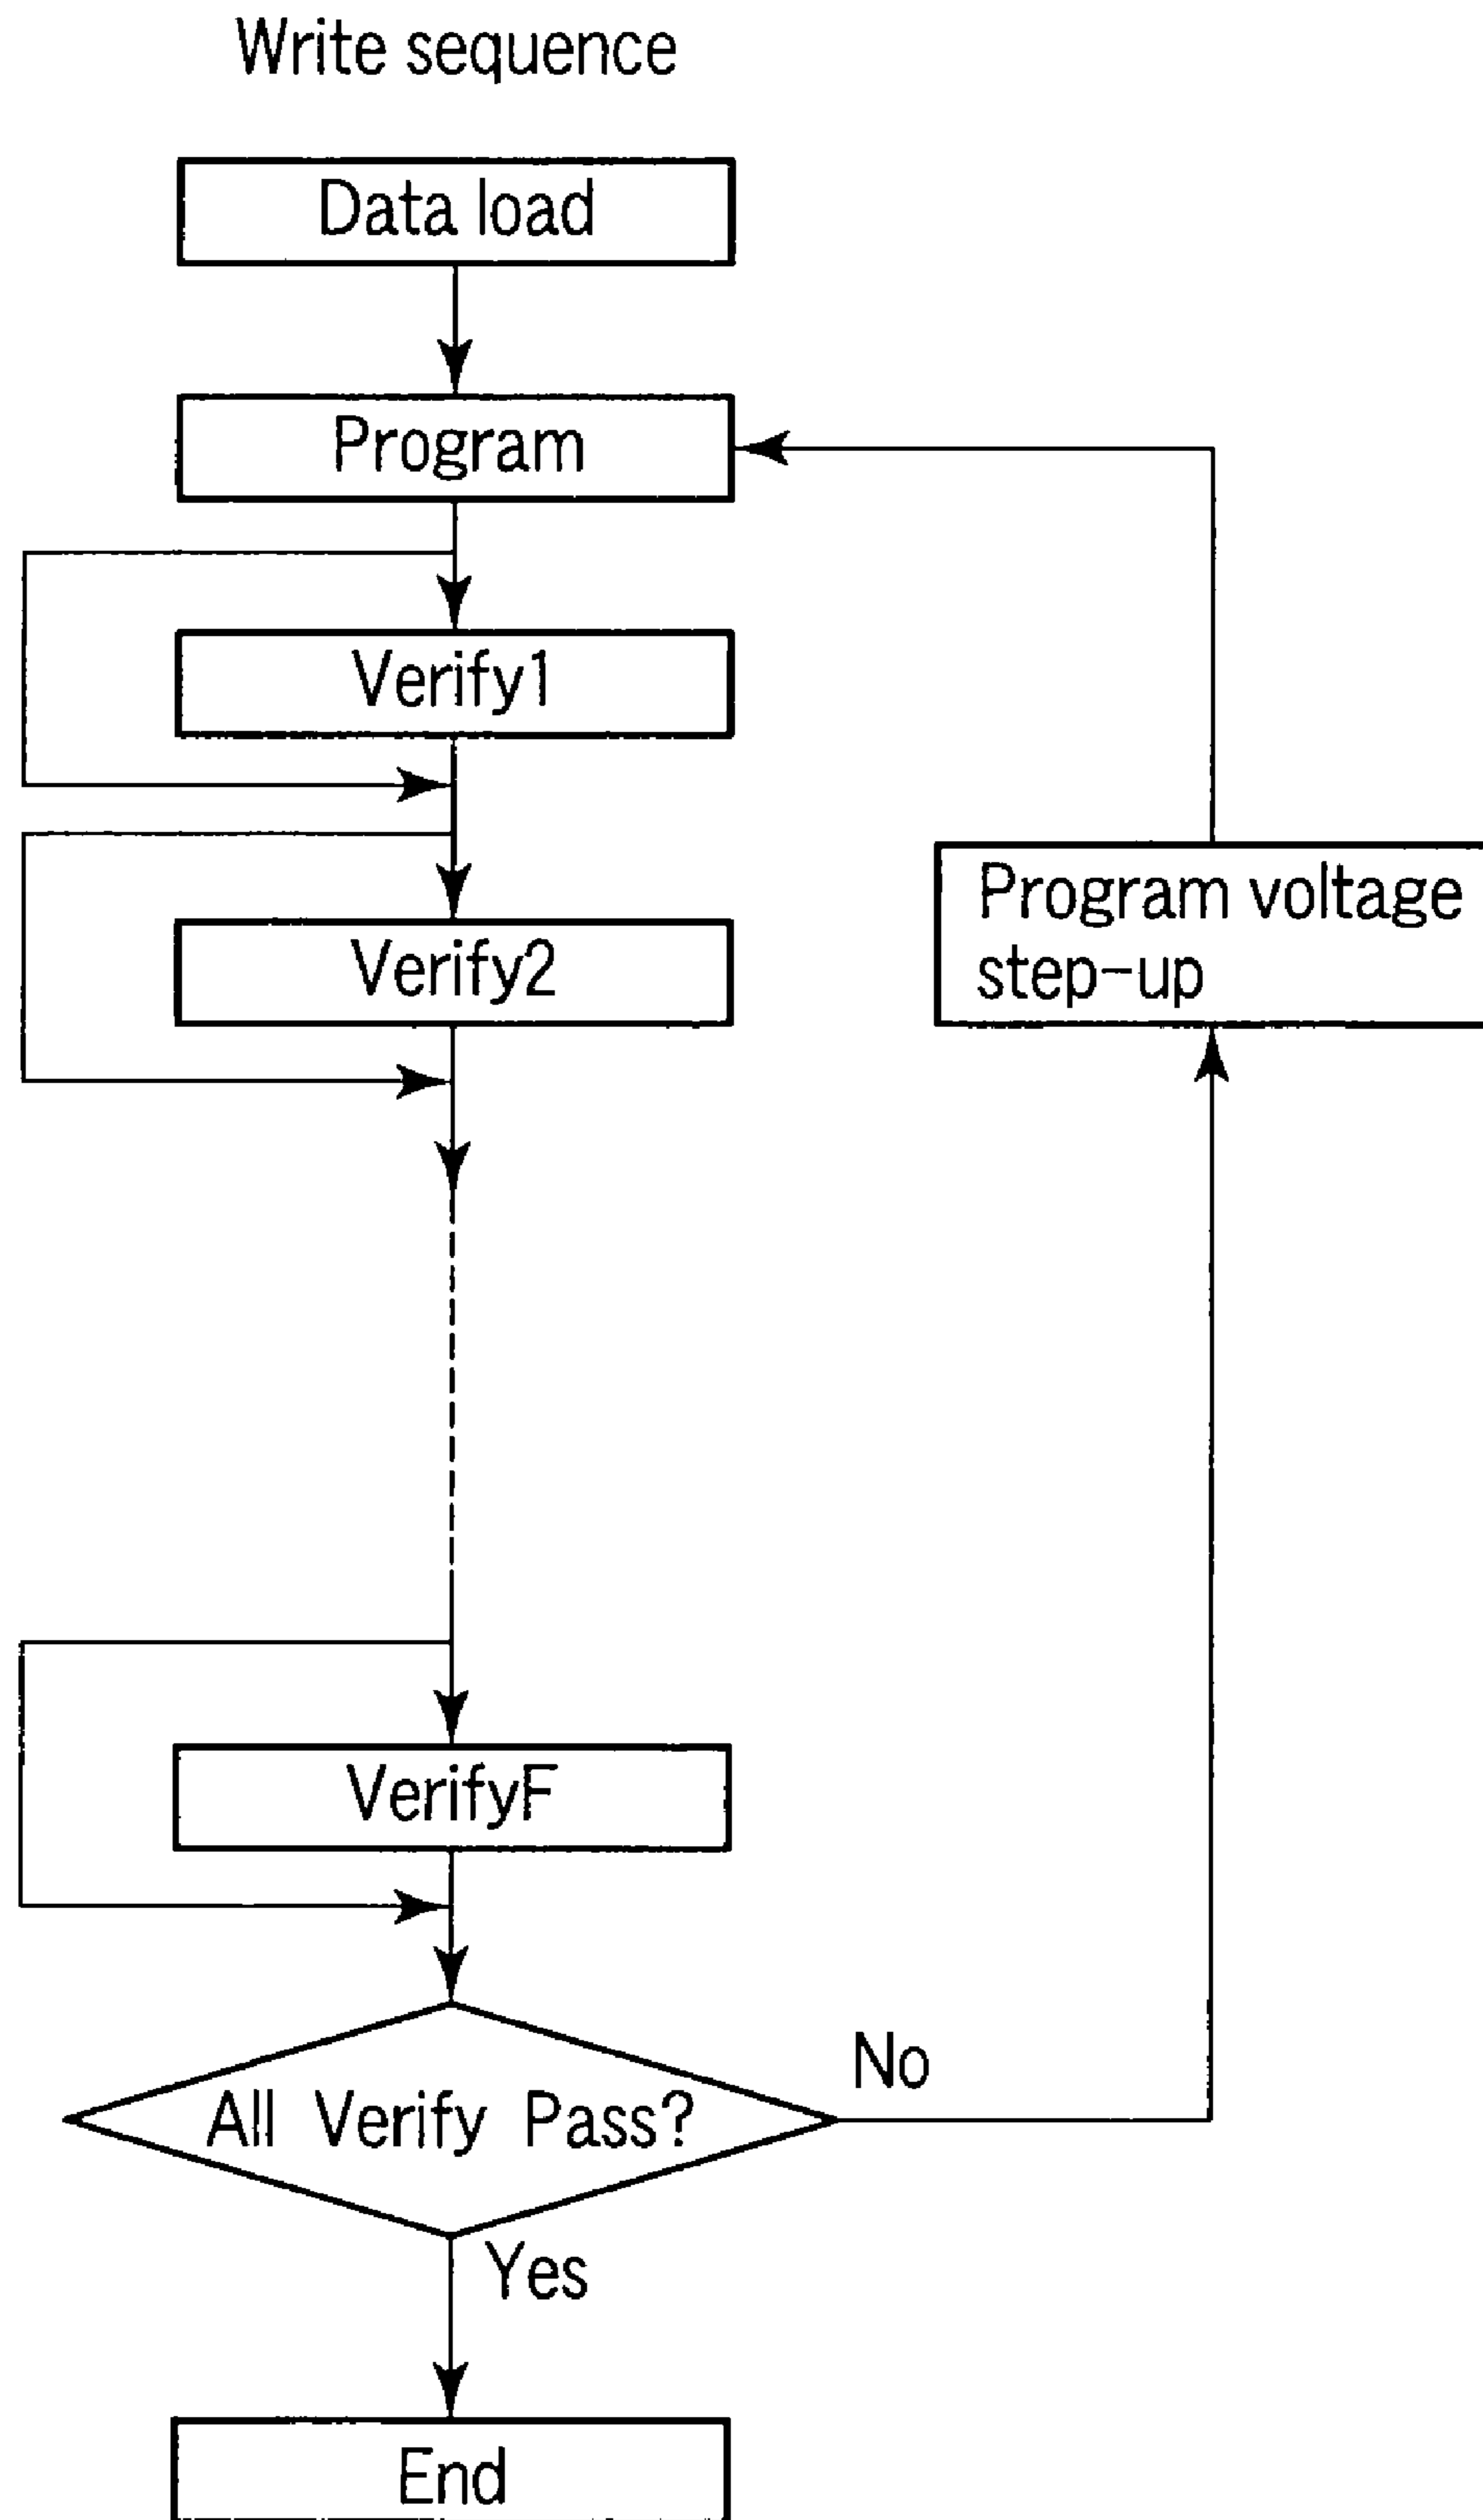 Write sequence
Data load
Program
Verify1
Verify2
Program voltage
step-up
VerifyF
All Verify Pass?
No
Yes
End